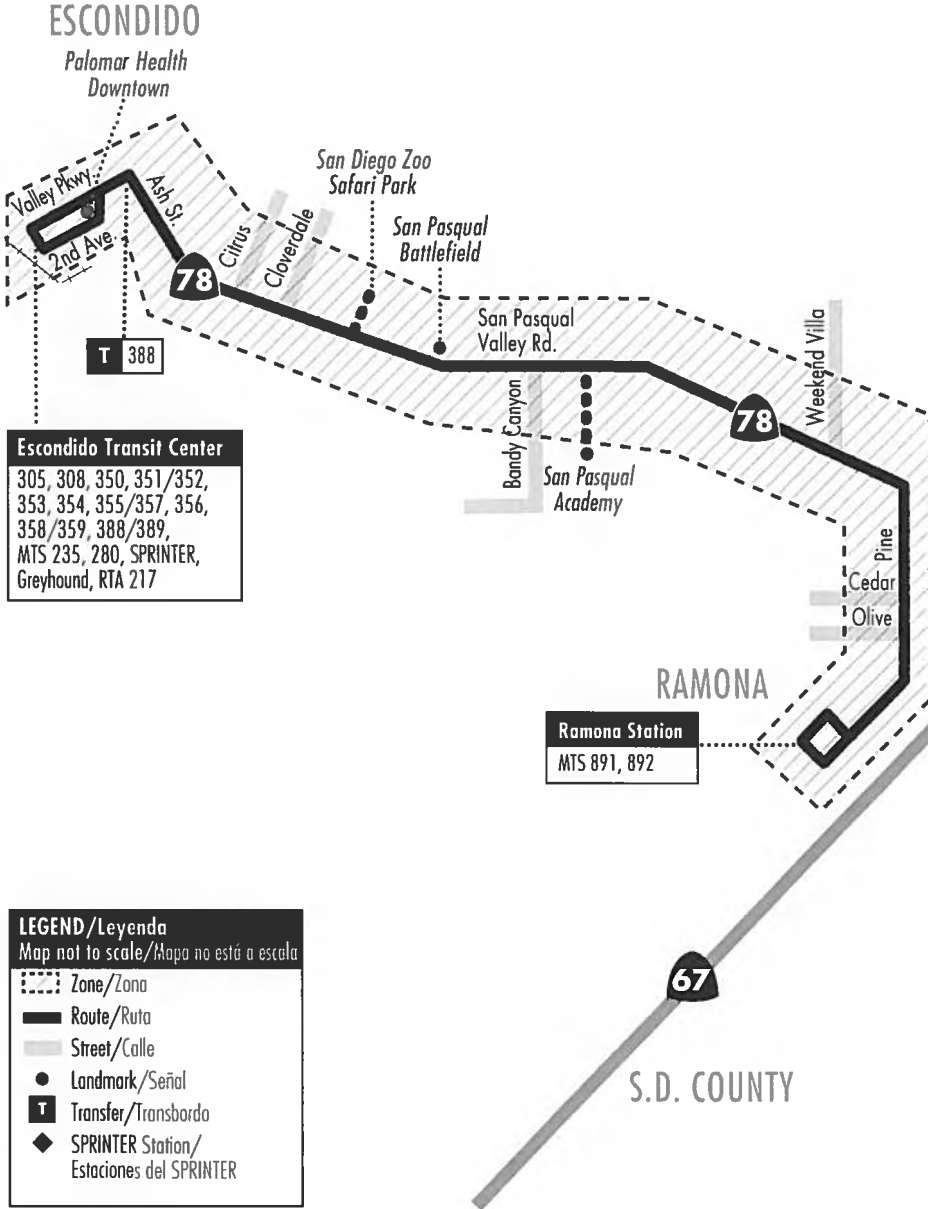 ESCONDIDO
Palomar Health
Downtown
Valley Pkwy.
2nd Ave.
Ash St.
78
Citrus
Cloverdale
San Diego Zoo
Safari Park
San Pasqual
Battlefield
San Pasqual
Valley Rd.
T 388
Bandy Canyon
San Pasqual
Academy
78
Weekend Villa
Escondido Transit Center
305, 308, 350, 351/352,
353, 354, 355/357, 356,
358/359, 388/389,
MTS 235, 280, SPRINTER,
Greyhound, RTA 217
Pine
Cedar
Olive
RAMONA
Ramona Station
MTS 891, 892
67
S.D. COUNTY
LEGEND/Leyenda
Map not to scale/Mapa no está a escala
Zone/Zona
Route/Ruta
Street/Calle
Landmark/Señal
T Transfer/Transbordo
SPRINTER Station/
Estaciones del SPRINTER